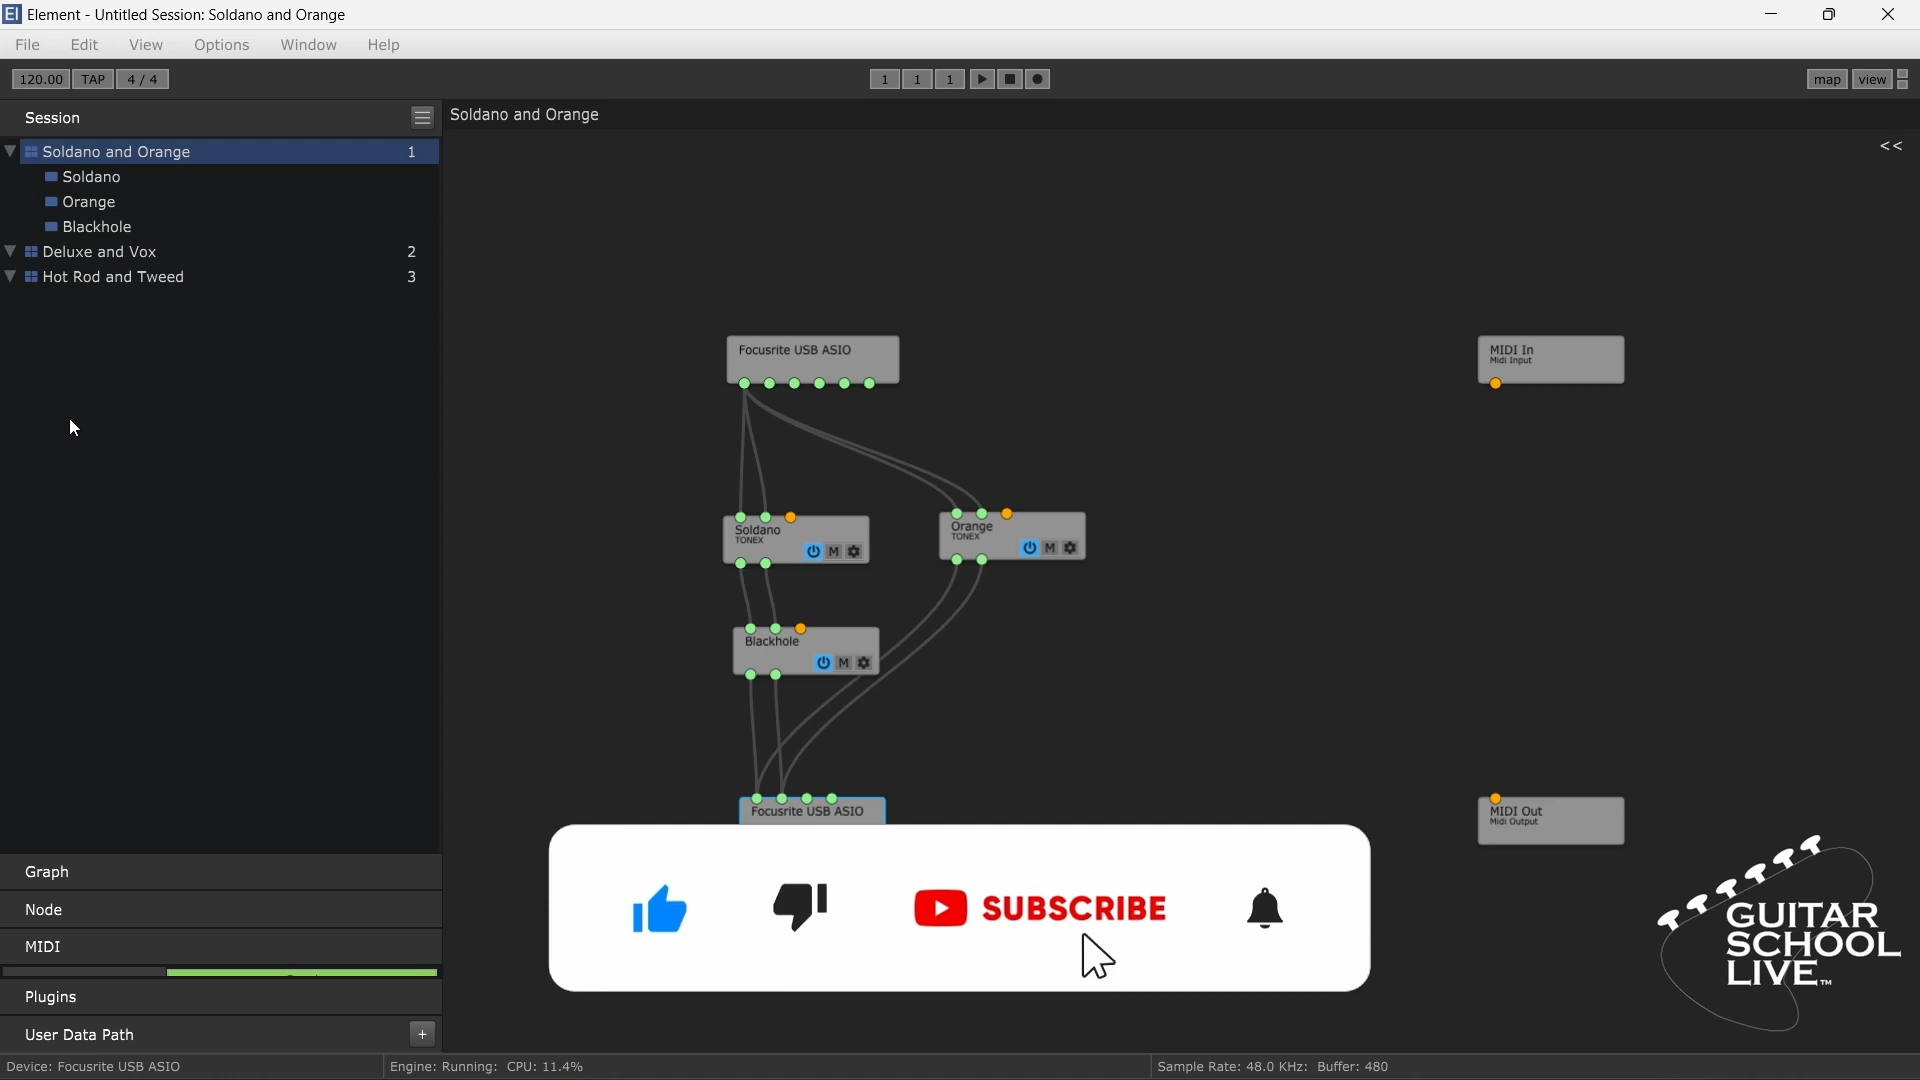 Element - Untitled Session: Soldano and Orange
File Edit View Options Window Help
120.00 TAP 4 / 4 1 1 1 map view
Session
Soldano and Orange
<<
Soldano and Orange 1
Soldano
Orange
Blackhole
Deluxe and Vox 2
Hot Rod and Tweed 3
Focusrite USB ASIO
MIDI In
Midi Input
Soldano
TONEX
M
Orange
TONEX
M
Blackhole
M
Focusrite USB ASIO
MIDI Out
Midi Output
SUBSCRIBE
GUITAR
SCHOOL
LIVE™
Graph
Node
MIDI
Plugins
User Data Path +
Device: Focusrite USB ASIO
Engine: Running: CPU: 11.4%
Sample Rate: 48.0 KHz: Buffer: 480